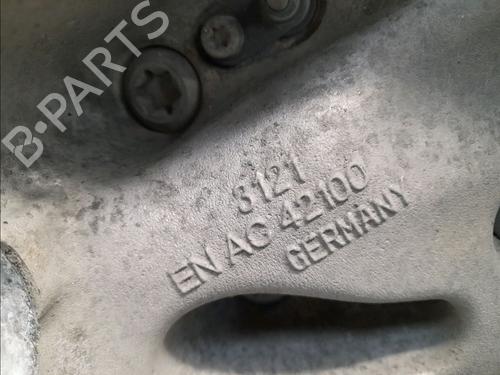 B-PARTS
3121
EN AC 42100
GERMANY